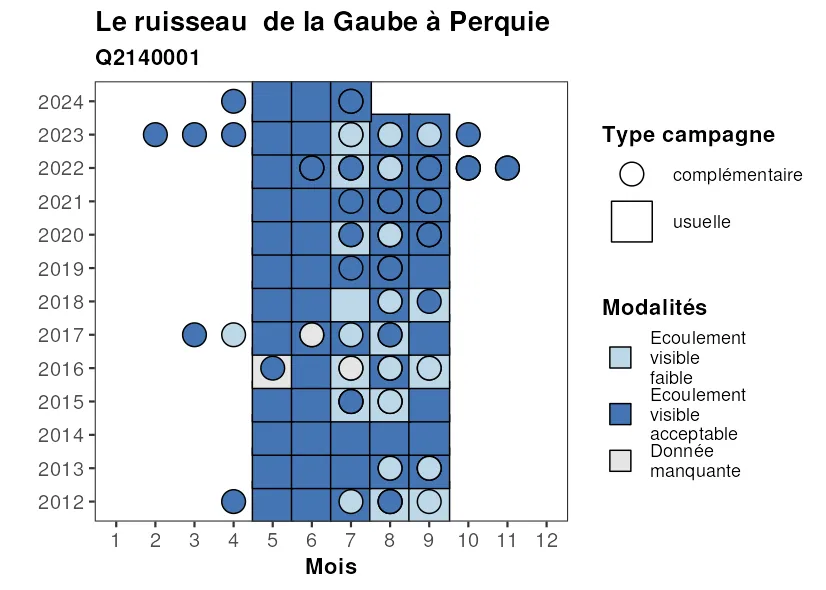 Le ruisseau  de la Gaube à Perquie
Q2140001
2024
2023
2022
2021
2020
2019
2018
2017
2016
2015
2014
2013
2012
1 2 3 4 5 6 7 8 9 10 11 12
Mois
Type campagne
complémentaire
usuelle
Modalités
Ecoulement
visible
faible
Ecoulement
visible
acceptable
Donnée
manquante